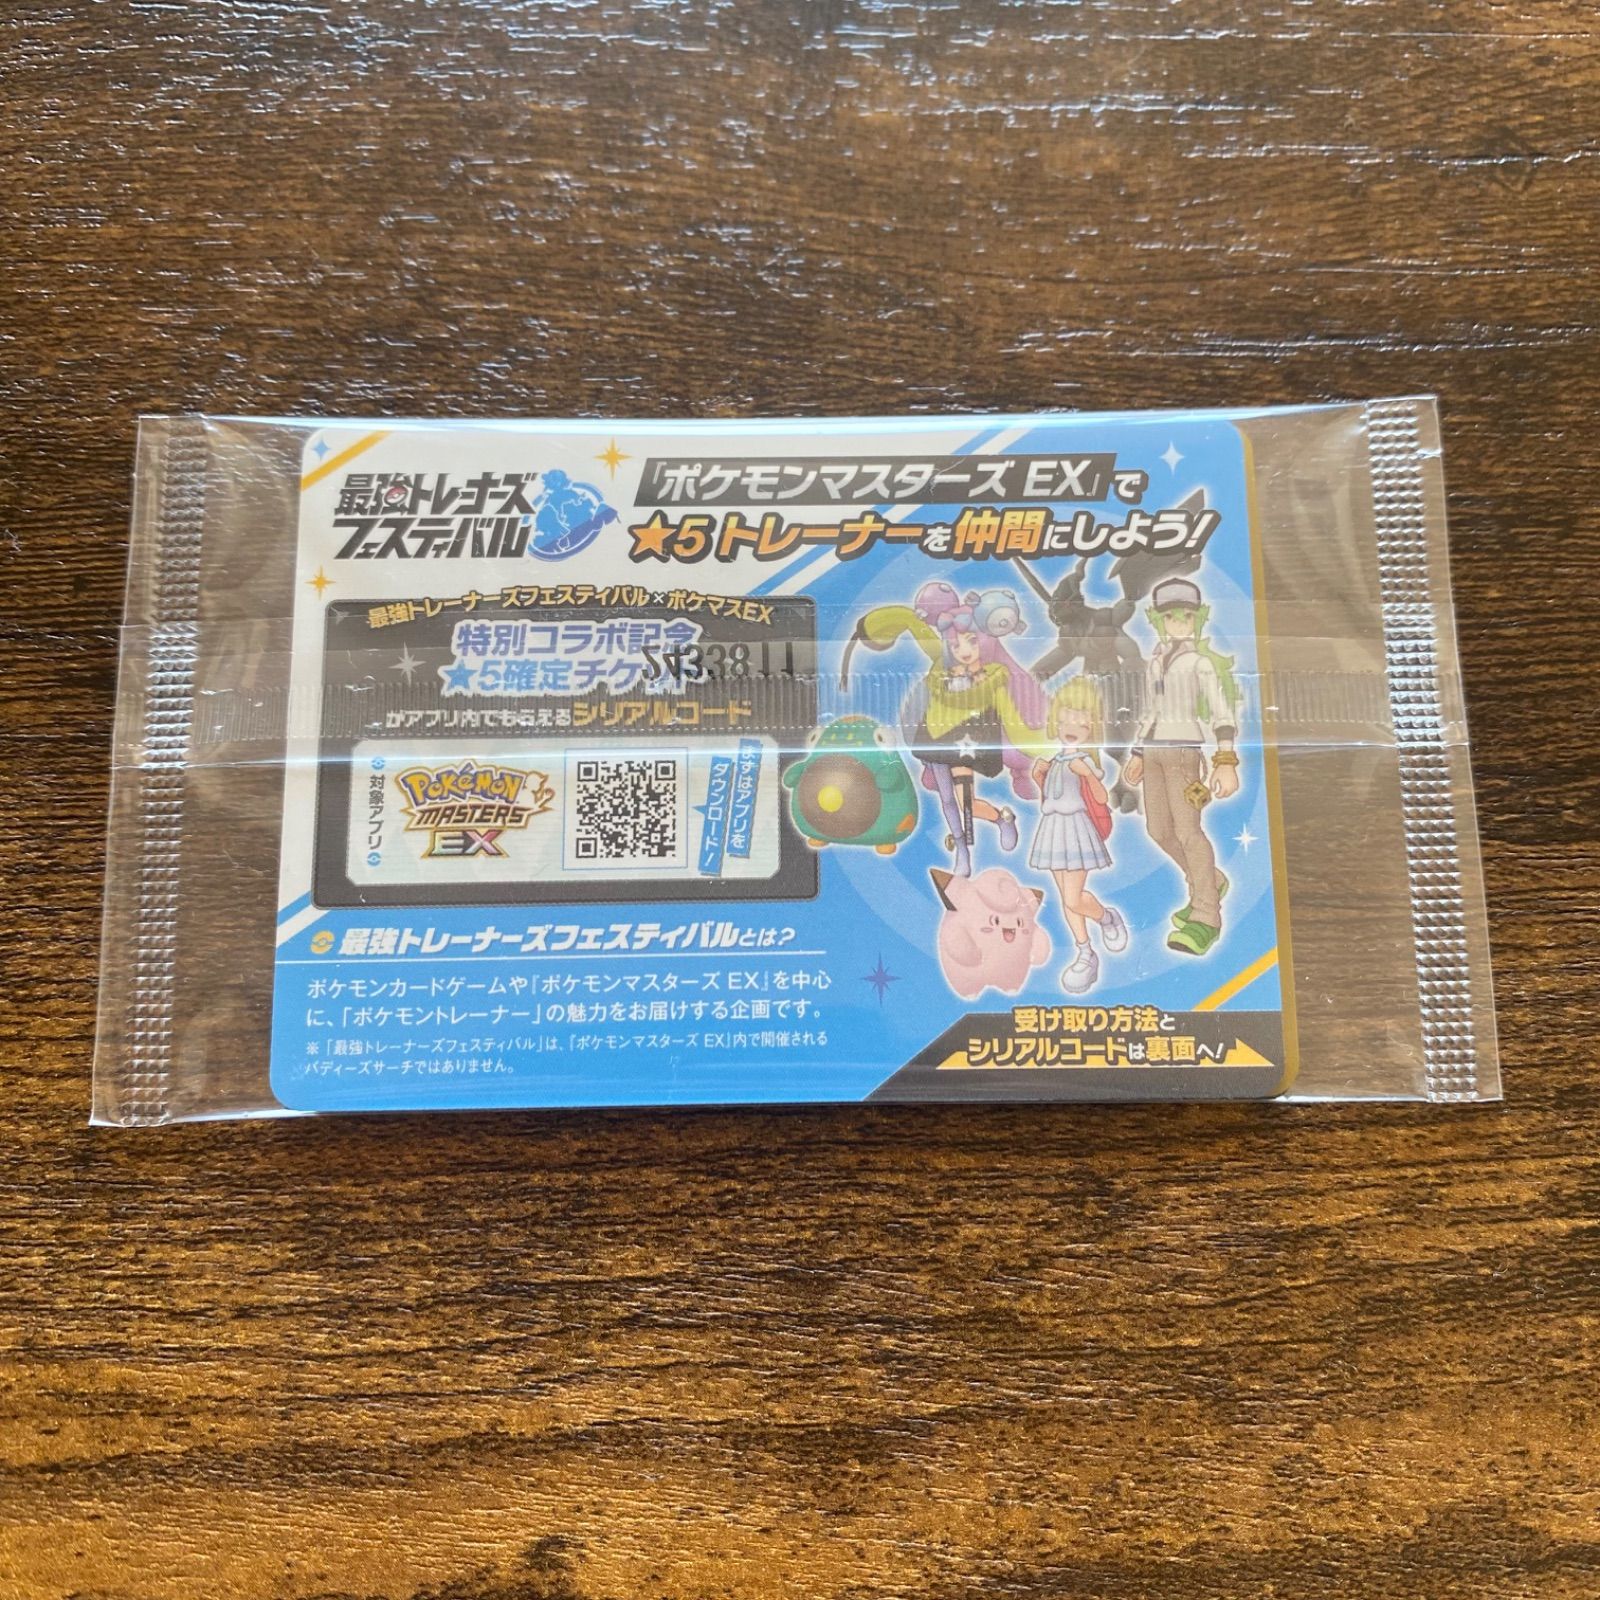 最強トレーナーズ
フェスティバル
『ポケモンマスターズ EX』で
★5トレーナーを仲間にしよう!
最強トレーナーズフェスティバル×ポケマスEX
特別コラボ記念
★5確定チケット
がアプリ内でもらえるシリアルコード
対象アプリ
POKéMON
MASTERS
EX
まずはアプリを
ダウンロード!
最強トレーナーズフェスティバルとは?
ポケモンカードゲームや『ポケモンマスターズ EX』を中心
に、「ポケモントレーナー」の魅力をお届けする企画です。
※「最強トレーナーズフェスティバル」は、『ポケモンマスターズ EX』内で開催される
バディーズサーチではありません。
受け取り方法と
シリアルコードは裏面へ!